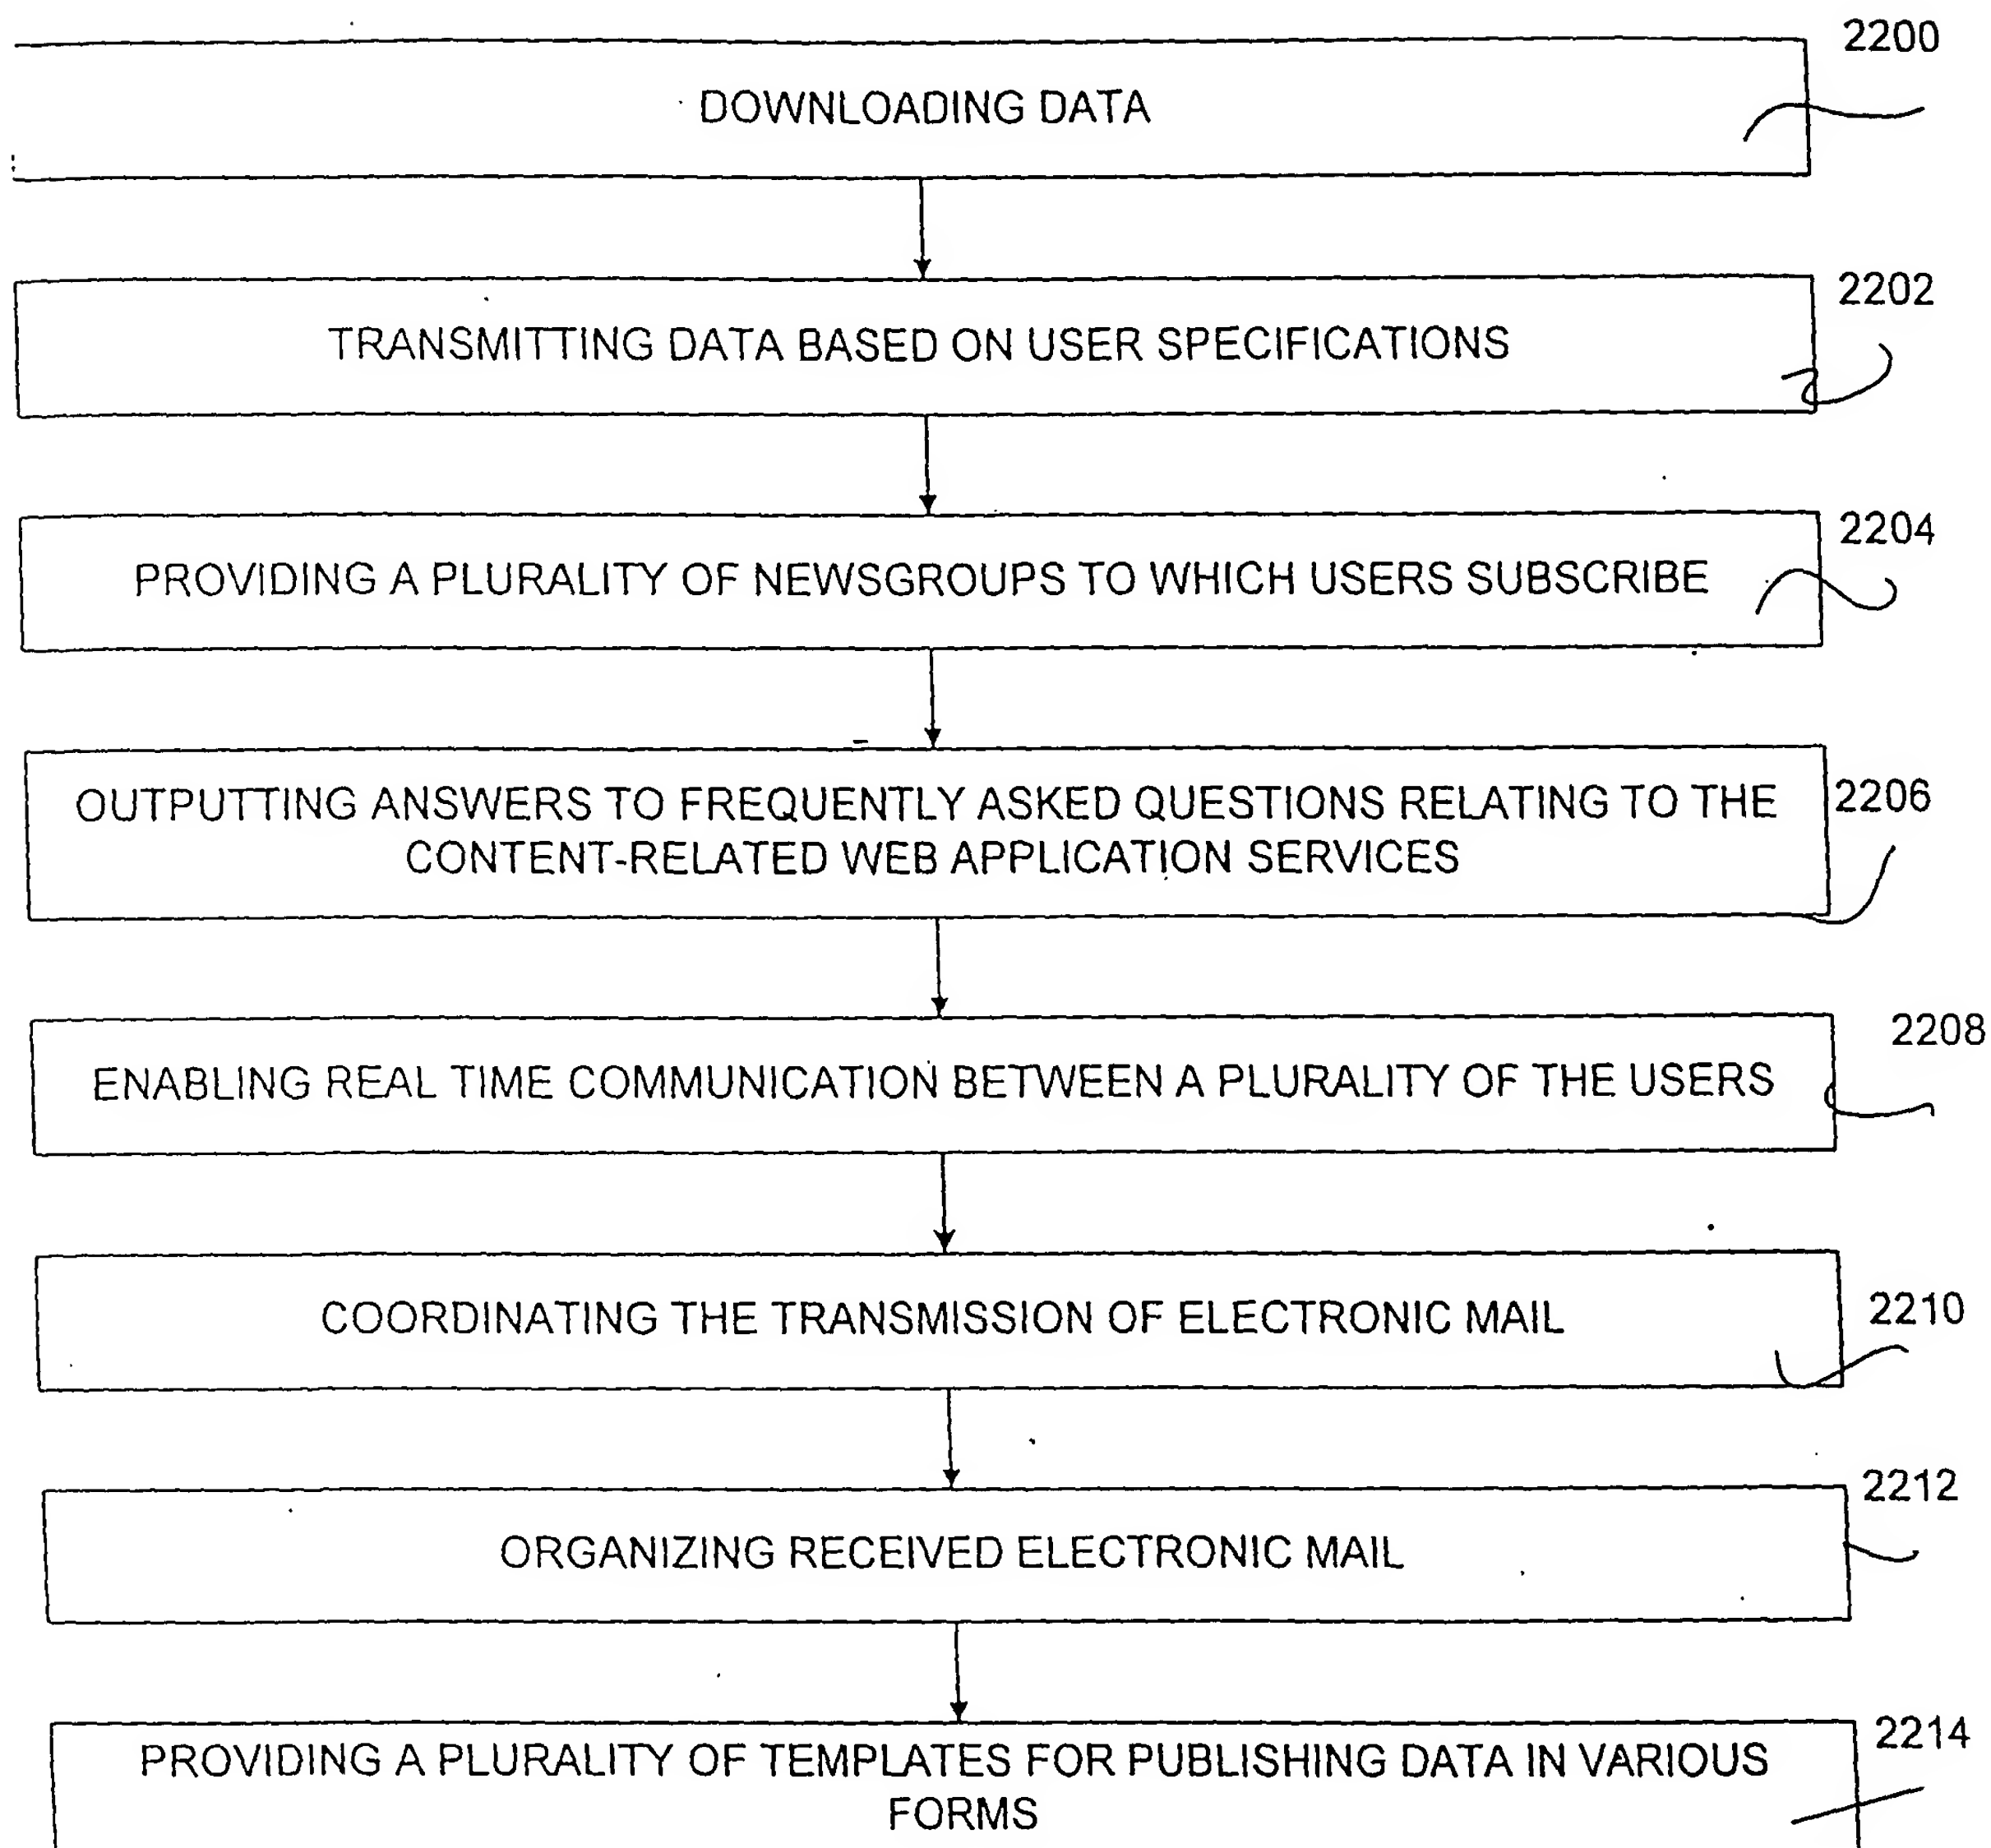 2200
DOWNLOADING DATA
2202
TRANSMITTING DATA BASED ON USER SPECIFICATIONS
2204
PROVIDING A PLURALITY OF NEWSGROUPS TO WHICH USERS SUBSCRIBE
2206
OUTPUTTING ANSWERS TO FREQUENTLY ASKED QUESTIONS RELATING TO THE
CONTENT-RELATED WEB APPLICATION SERVICES
2208
ENABLING REAL TIME COMMUNICATION BETWEEN A PLURALITY OF THE USERS
2210
COORDINATING THE TRANSMISSION OF ELECTRONIC MAIL
2212
ORGANIZING RECEIVED ELECTRONIC MAIL
2214
PROVIDING A PLURALITY OF TEMPLATES FOR PUBLISHING DATA IN VARIOUS
FORMS